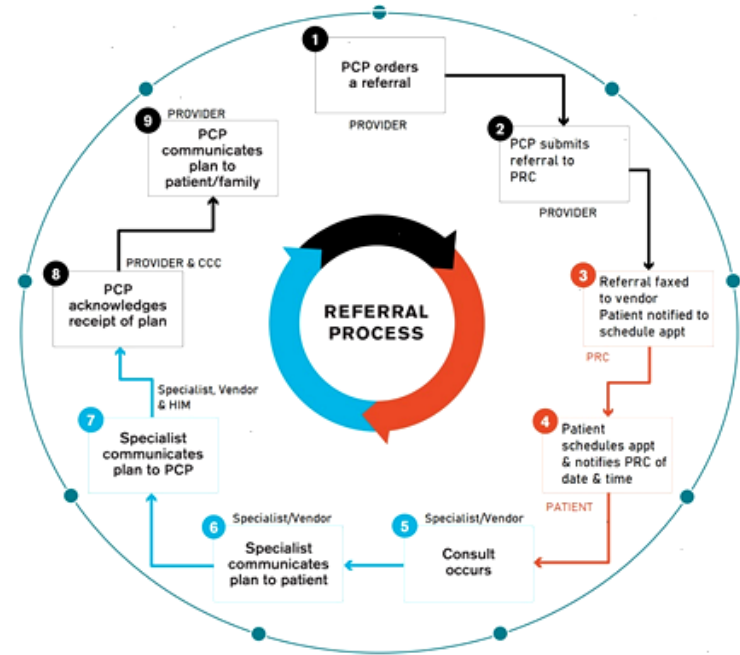 1
PCP orders
a referral
PROVIDER
2
PCP submits
referral to
PRC
PROVIDER
3
Referral faxed
to vendor
Patient notified to
schedule appt
PRC
4
Patient
schedules appt
& notifies PRC of
date & time
PATIENT
5
Specialist/Vendor
Consult
occurs
6
Specialist/Vendor
Specialist
communicates
plan to patient
7
Specialist, Vendor
& HIM
Specialist
communicates
plan to PCP
8
PROVIDER & CCC
PCP
acknowledges
receipt of plan
9
PROVIDER
PCP
communicates
plan to
patient/family
REFERRAL
PROCESS